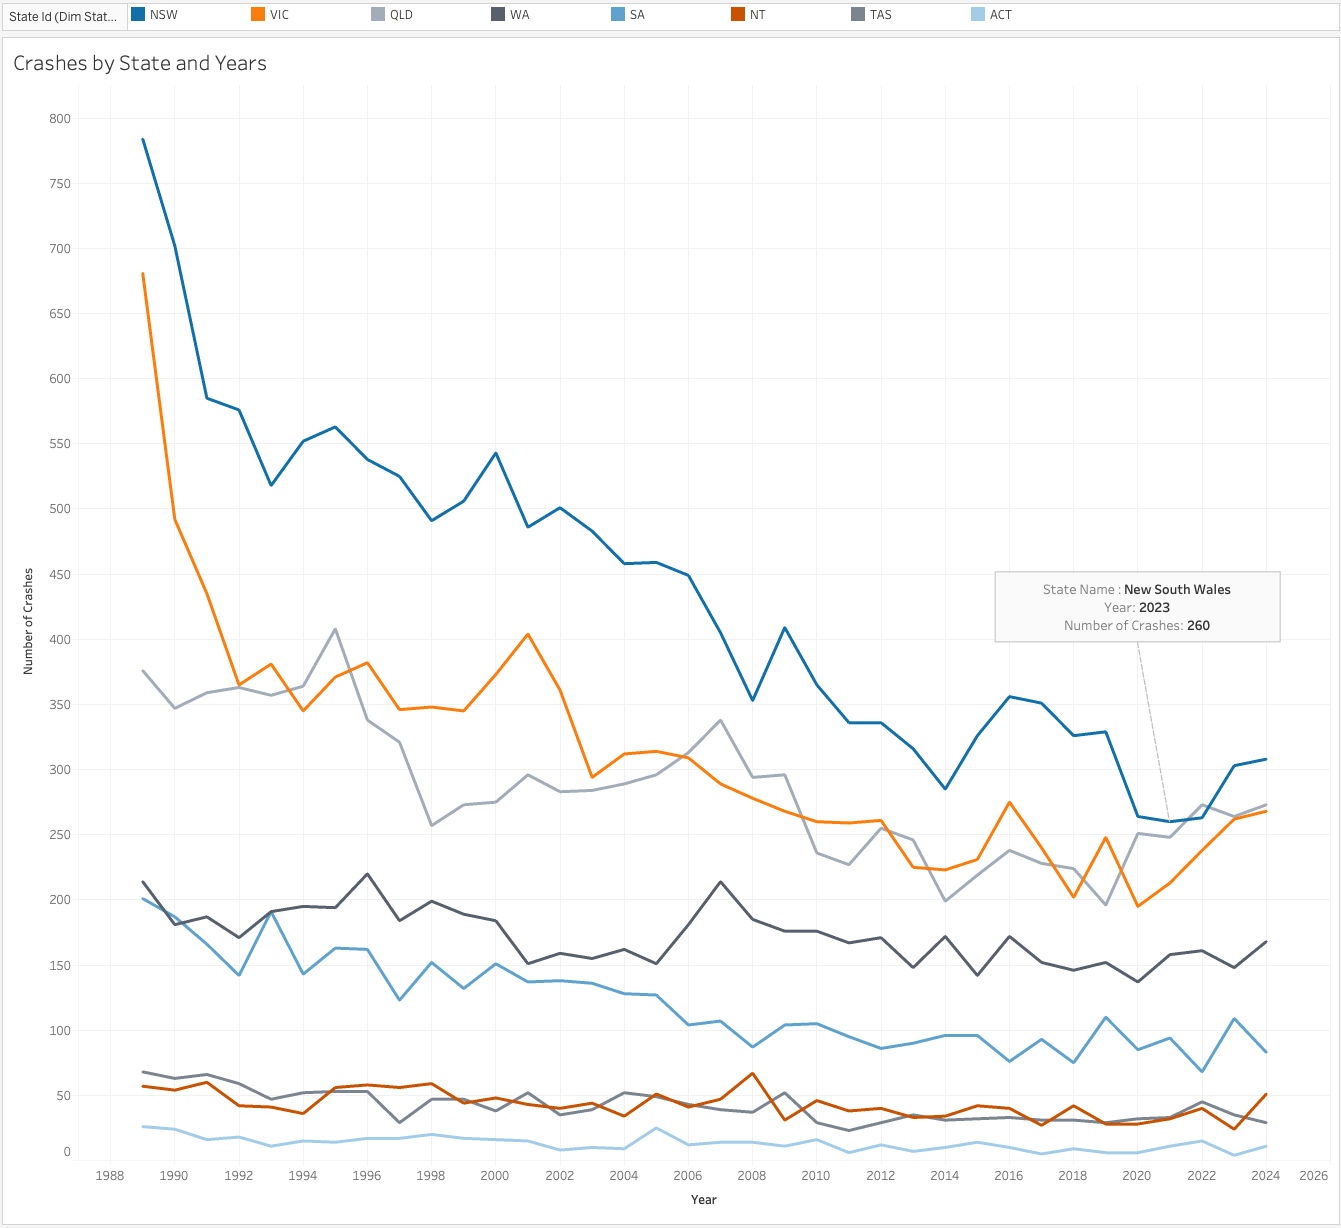 State Id (Dim Stat... NSW VIC QLD WA SA NT TAS ACT
Crashes by State and Years
800
750
700
650
600
550
500
450
400
350
300
250
200
150
100
50
0
Number of Crashes
State Name : New South Wales
Year: 2023
Number of Crashes: 260
1988 1990 1992 1994 1996 1998 2000 2002 2004 2006 2008 2010 2012 2014 2016 2018 2020 2022 2024 2026
Year